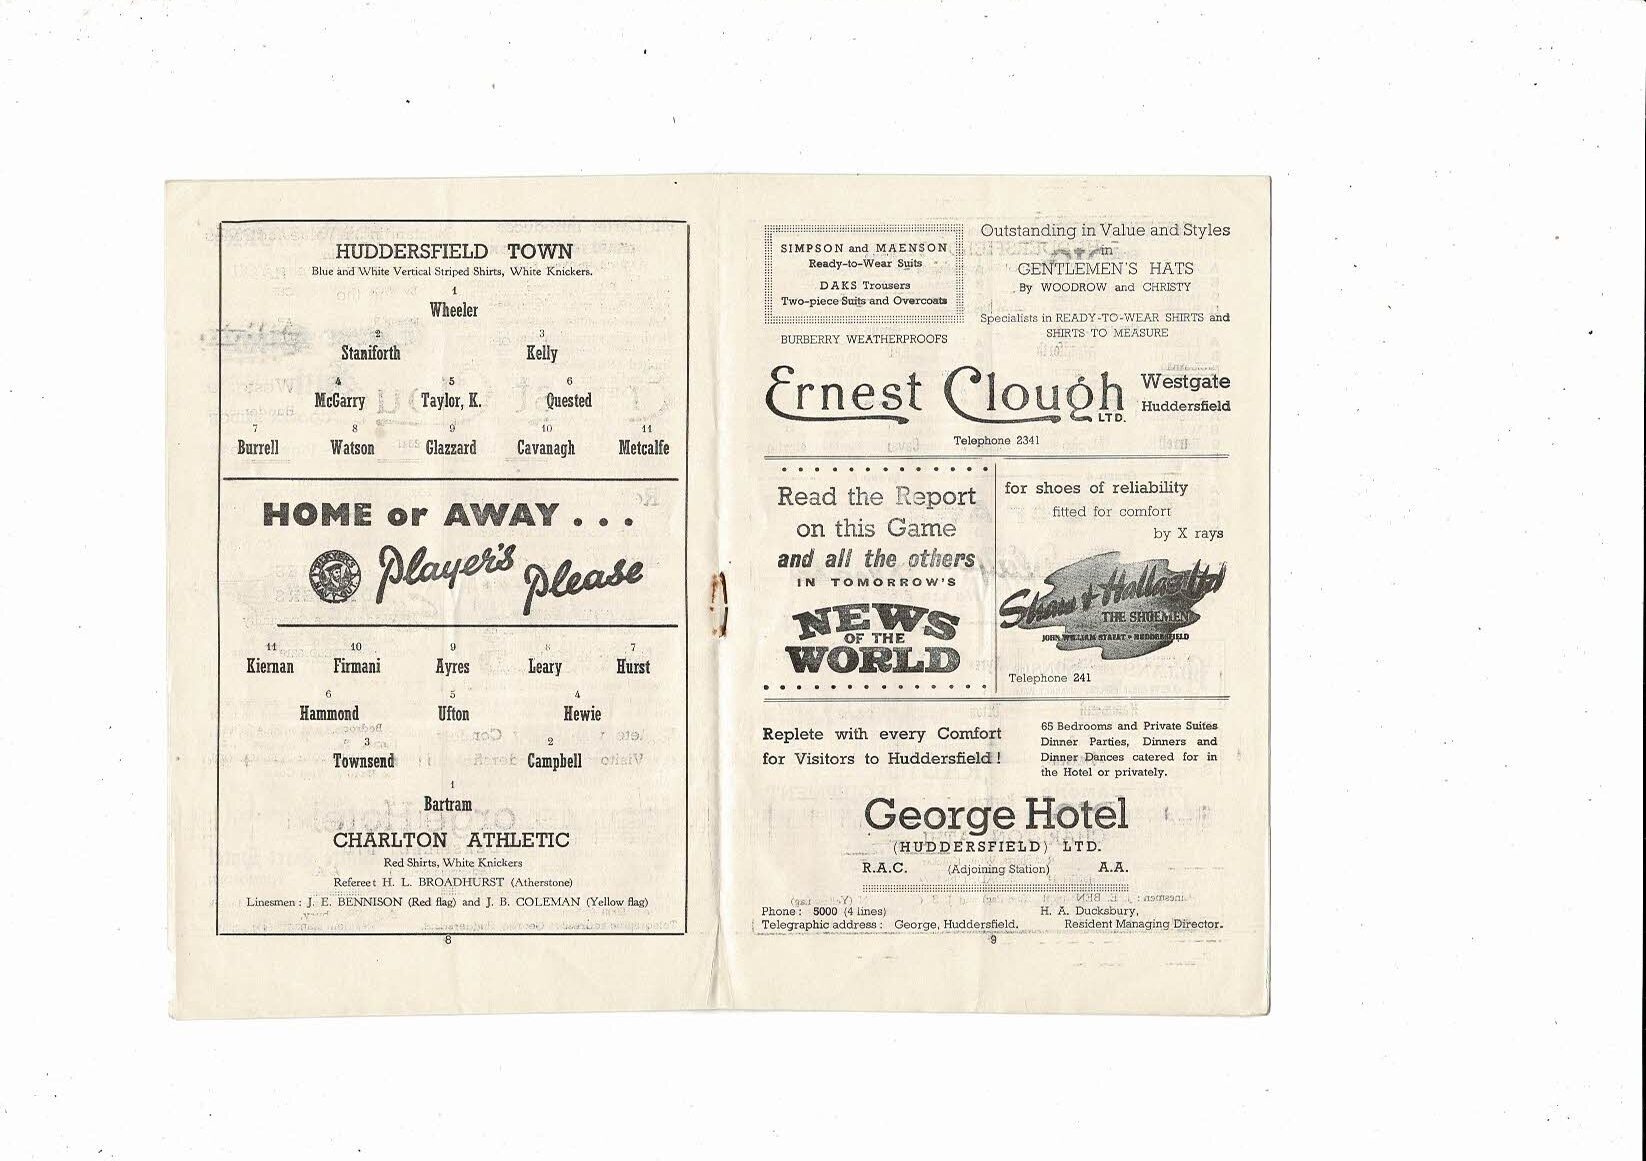 HUDDERSFIELD TOWN
Blue and White Vertical Striped Shirts, White Knickers.
1
Wheeler
2 3
Staniforth Kelly
4 5 6
McGarry Taylor, K. Quested
7 8 9 10 11
Burrell Watson Glazzard Cavanagh Metcalfe
HOME or AWAY . . .
PLAYER'S
Player's Please
11 10 9 8 7
Kiernan Firmani Ayres Leary Hurst
6 5 4
Hammond Ufton Hewie
3 2
Townsend Campbell
1
Bartram
CHARLTON ATHLETIC
Red Shirts, White Knickers
Referee: H. L. BROADHURST (Atherstone)
Linesmen : J. E. BENNISON (Red flag) and J. B. COLEMAN (Yellow flag)
8
SIMPSON and MAENSON
Ready-to-Wear Suits
DAKS Trousers
Two-piece Suits and Overcoats
BURBERRY WEATHERPROOFS
Outstanding in Value and Styles
in
GENTLEMEN'S HATS
By WOODROW and CHRISTY
Specialists in READY-TO-WEAR SHIRTS and
SHIRTS TO MEASURE
Ernest Clough LTD.
Westgate
Huddersfield
Telephone 2341
Read the Report
on this Game
and all the others
IN TOMORROW'S
NEWS
OF THE
WORLD
for shoes of reliability
fitted for comfort
by X rays
Shaw & Hallas Ltd
THE SHOEMEN
JOHN WILLIAM STREET • HUDDERSFIELD
Telephone 241
Replete with every Comfort
for Visitors to Huddersfield !
65 Bedrooms and Private Suites
Dinner Parties, Dinners and
Dinner Dances catered for in
the Hotel or privately.
George Hotel
(HUDDERSFIELD) LTD.
R.A.C. (Adjoining Station) A.A.
Phone : 5000 (4 lines)
Telegraphic address : George, Huddersfield.
H. A. Ducksbury,
Resident Managing Director.
9